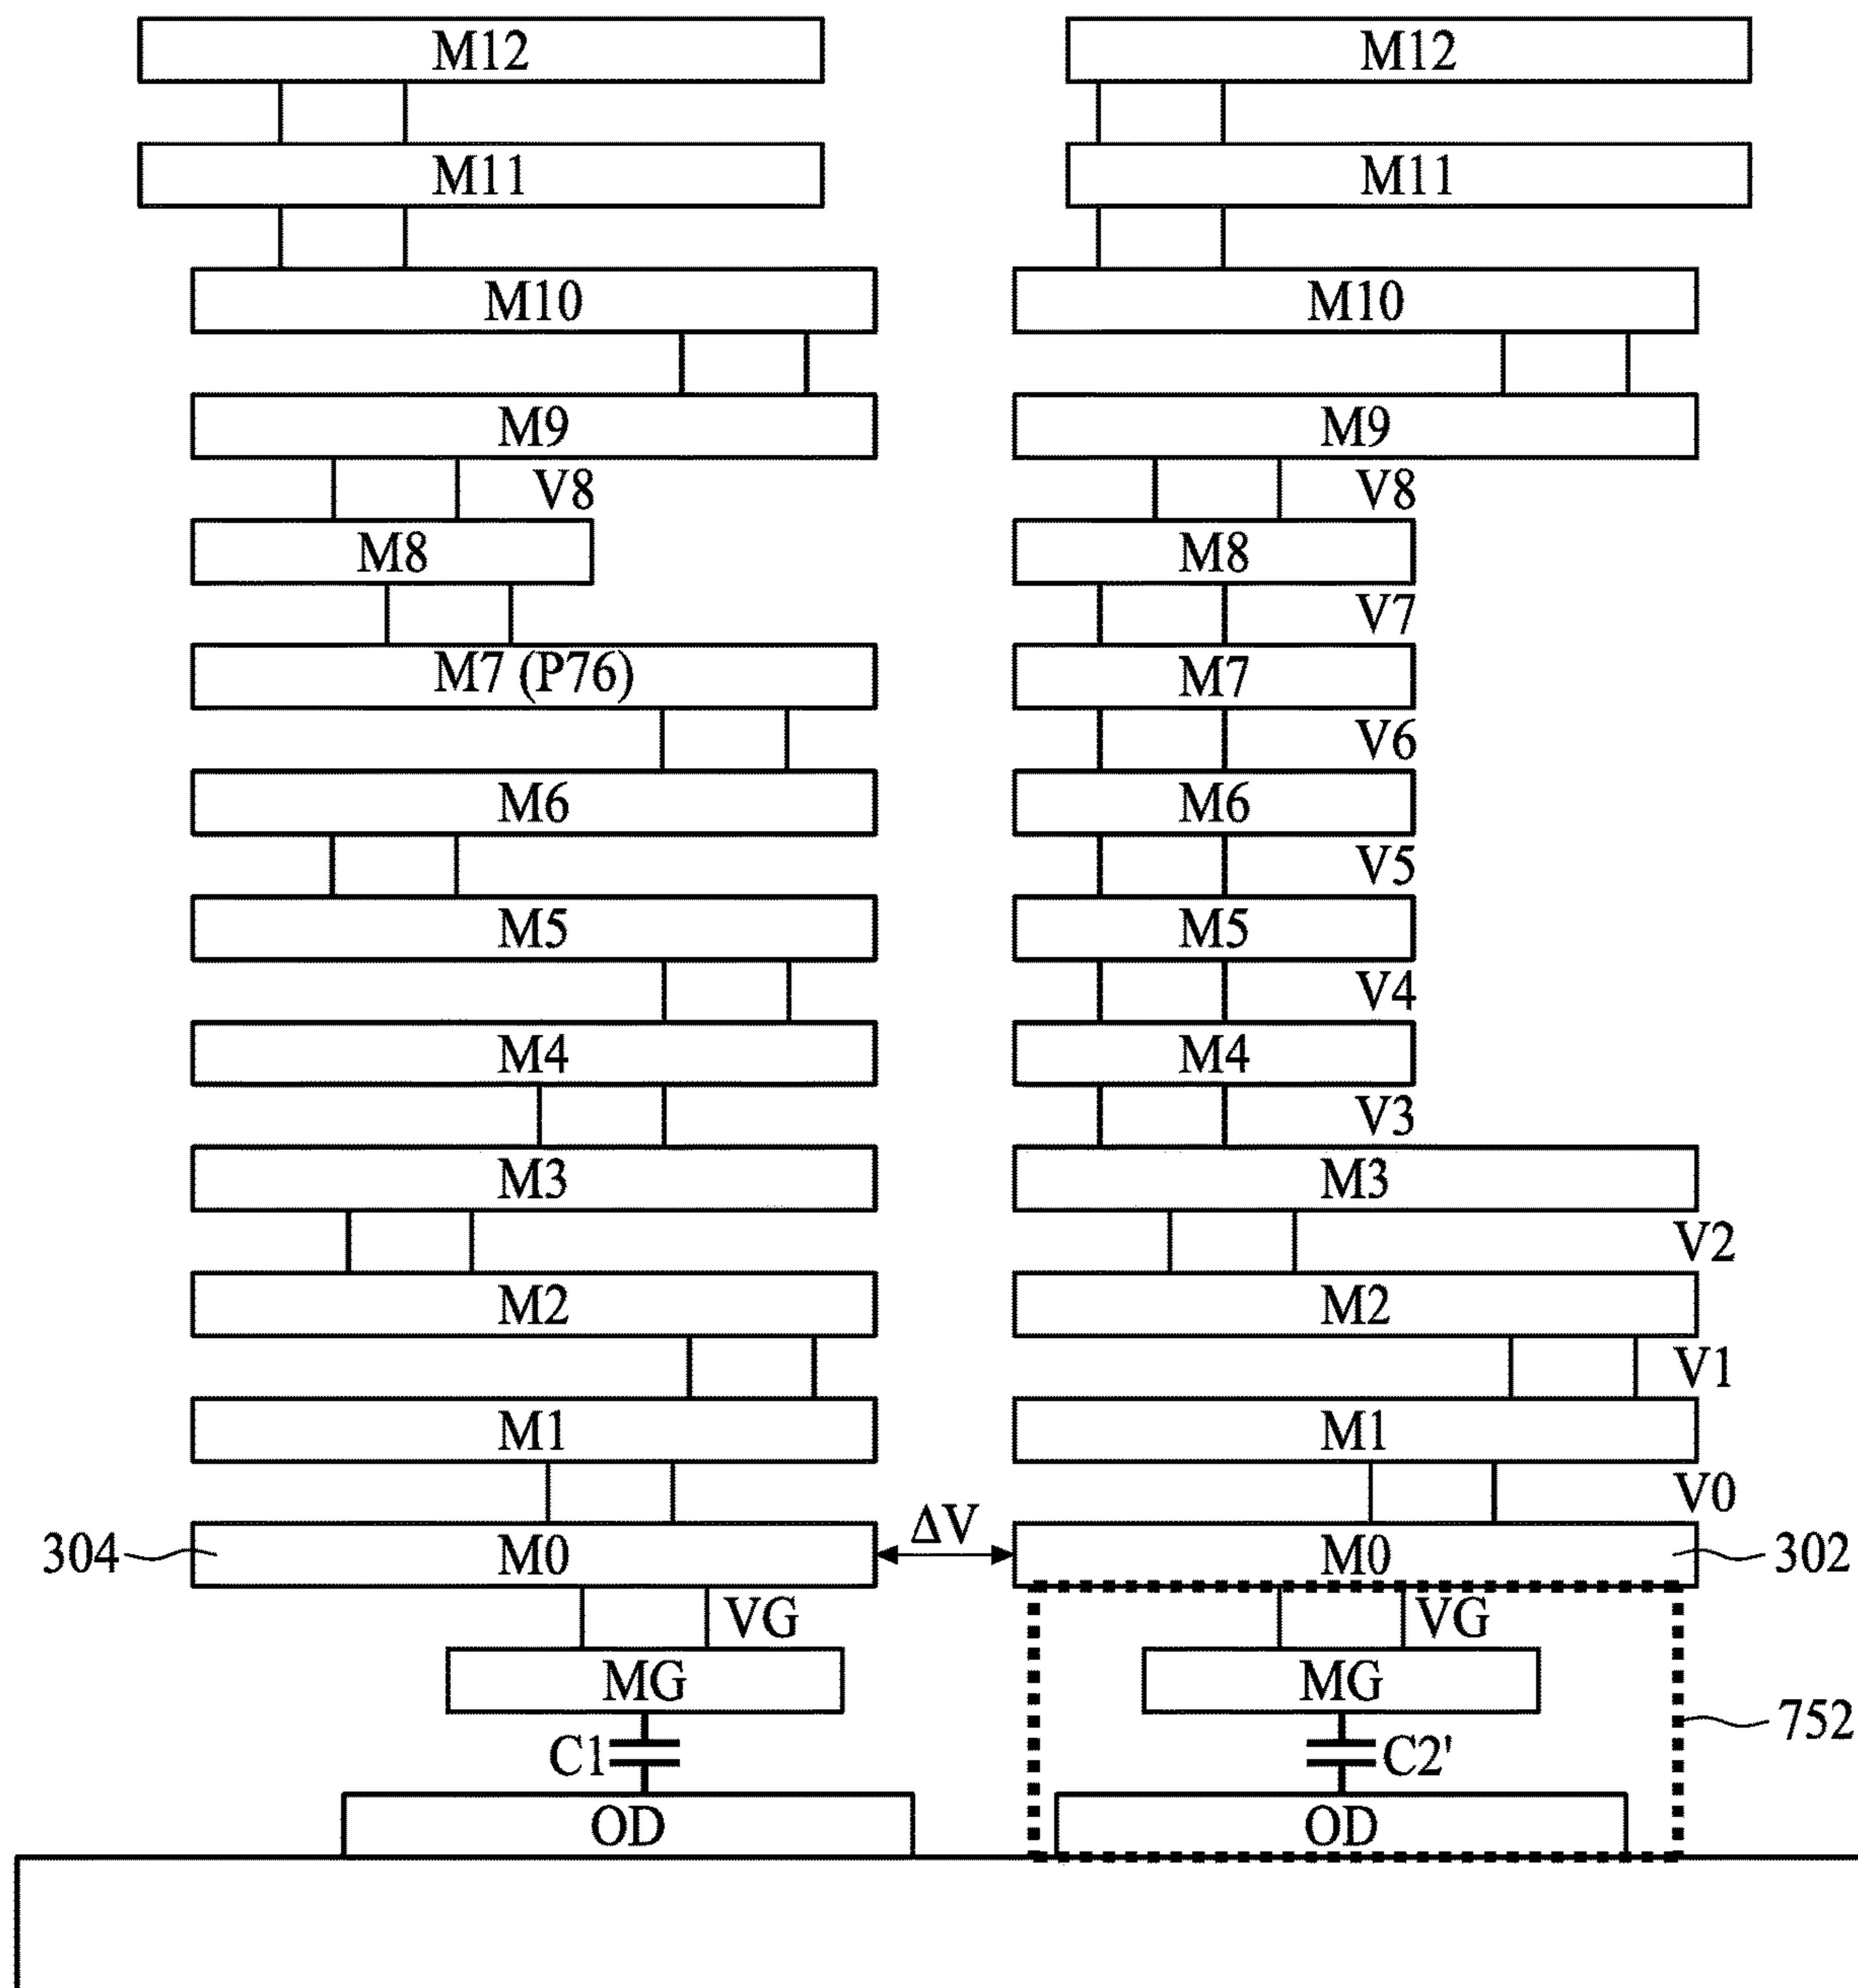 M12 M12
M11 M11
M10 M10
M9 M9
V8 V8
M8 M8
V7
M7 (P76) M7
V6
M6 M6
V5
M5 M5
V4
M4 M4
V3
M3 M3
V2
M2 M2
V1
M1 M1
V0
304 M0 ΔV M0 302
VG VG
MG MG
752
C1 C2'
OD OD